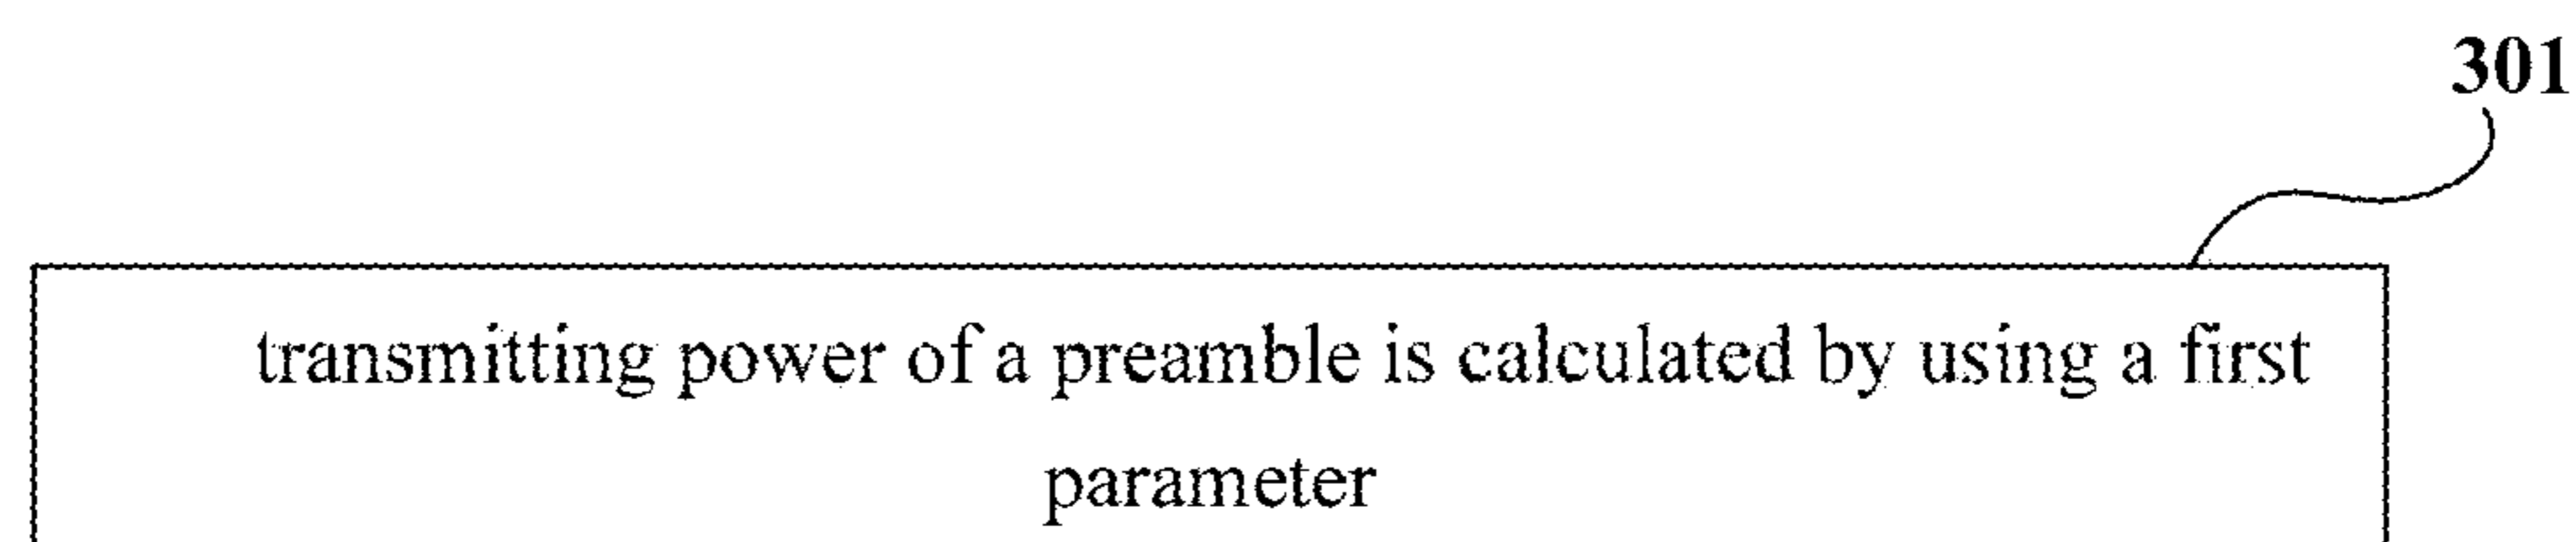 301
transmitting power of a preamble is calculated by using a first
parameter